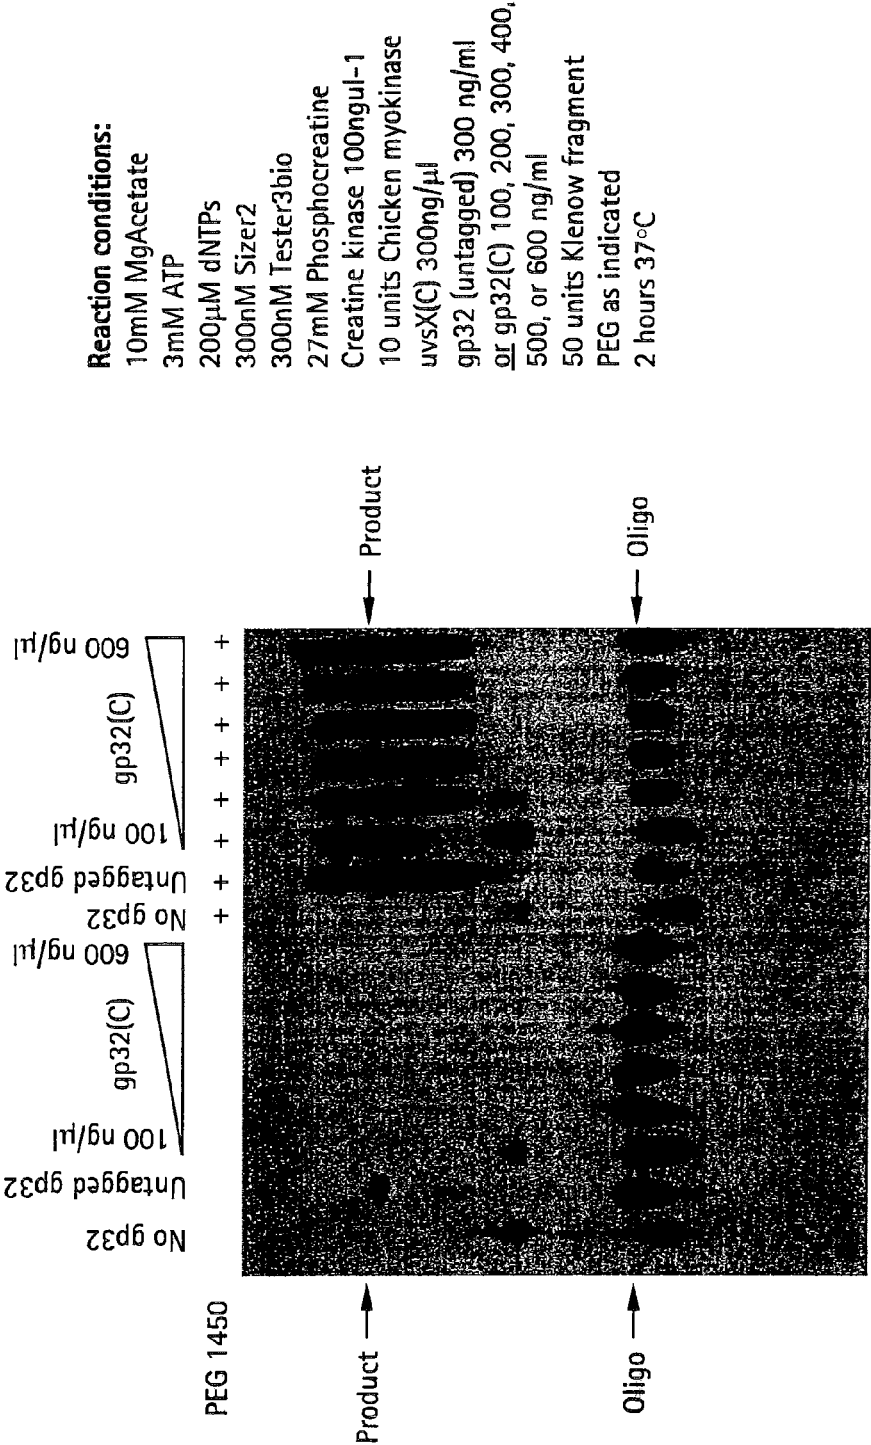 No gp32
Untagged gp32
100 ng/µl
gp32(C)
600 ng/µl
No gp32
Untagged gp32
100 ng/µl
gp32(C)
600 ng/µl
PEG 1450
+ + + + + + + +
Product
Product
Oligo
Oligo
Reaction conditions:
10mM MgAcetate
3mM ATP
200µM dNTPs
300nM Sizer2
300nM Tester3bio
27mM Phosphocreatine
Creatine kinase 100ngul-1
10 units Chicken myokinase
uvsX(C) 300ng/µl
gp32 (untagged) 300 ng/ml
or gp32(C) 100, 200, 300, 400,
500, or 600 ng/ml
50 units Klenow fragment
PEG as indicated
2 hours 37°C